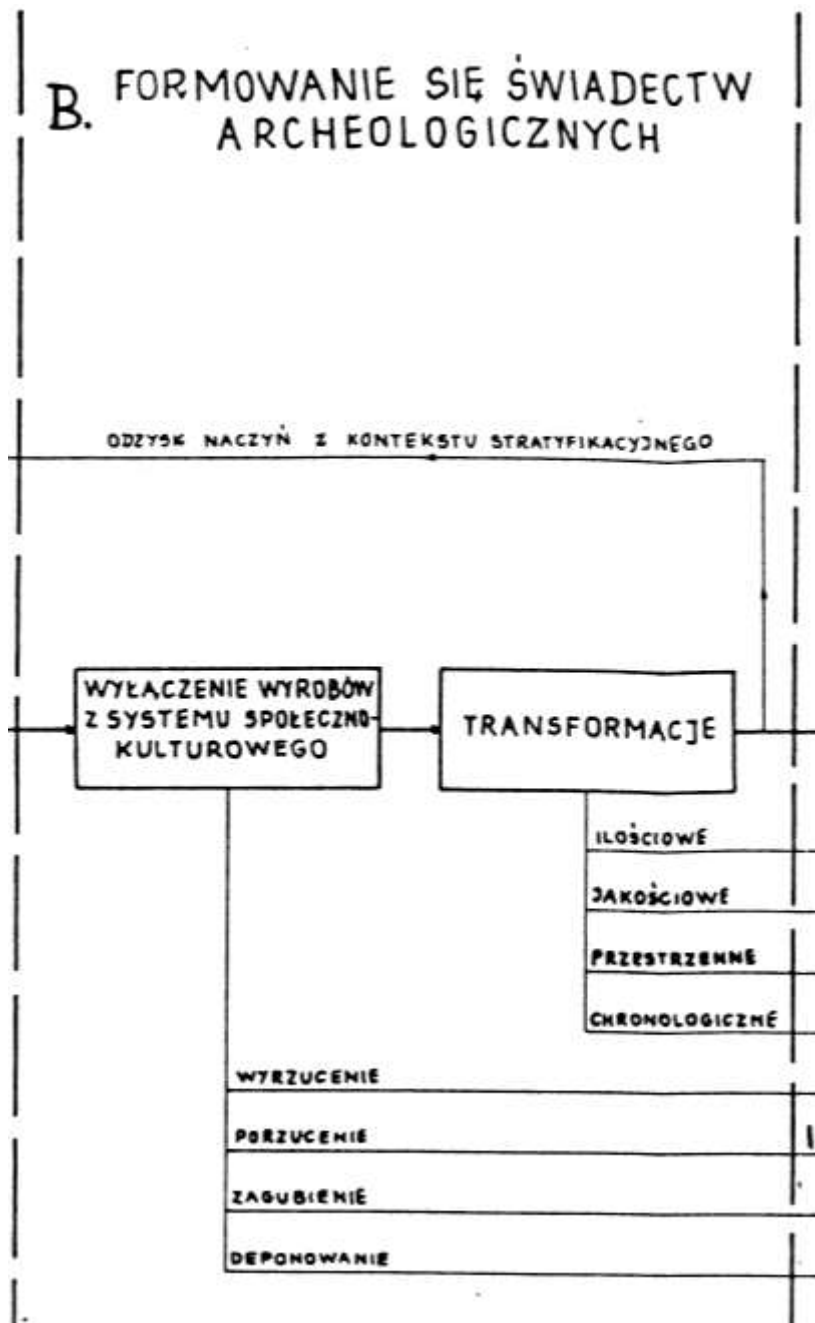 B. FORMOWANIE SIĘ ŚWIADECTW
ARCHEOLOGICZNYCH
ODZYSK NACZYŃ Z KONTEKSTU STRATYFIKACYJNEGO
WYŁĄCZENIE WYROBÓW
Z SYSTEMU SPOŁECZNO-
KULTUROWEGO
TRANSFORMACJE
ILOŚCIOWE
JAKOŚCIOWE
PRZESTRZENNE
CHRONOLOGICZNE
WYRZUCENIE
PORZUCENIE
ZAGUBIENIE
DEPONOWANIE